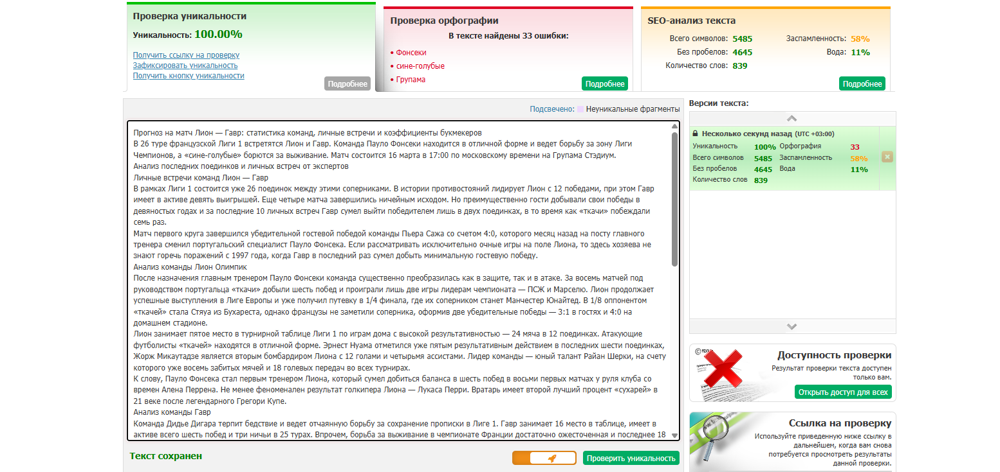 Проверка уникальности
Уникальность: 100.00%
Получить ссылку на проверку
Зафиксировать уникальность
Получить кнопку уникальности
Подробнее
Проверка орфографии
В тексте найдены 33 ошибки:
• Фонсеки
• сине-голубые
• Групама
Подробнее
SEO-анализ текста
Всего символов: 5485 Заспамленность: 58%
Без пробелов: 4645 Вода: 11%
Количество слов: 839
Подробнее
Подсвечено: Неуникальные фрагменты
Прогноз на матч Лион — Гавр: статистика команд, личные встречи и коэффициенты букмекеров
В 26 туре французской Лиги 1 встретятся Лион и Гавр. Команда Пауло Фонсеки находится в отличной форме и ведет борьбу за зону Лиги
Чемпионов, а «сине-голубые» борются за выживание. Матч состоится 16 марта в 17:00 по московскому времени на Групама Стэдиум.
Анализ последних поединков и личных встреч от экспертов
Личные встречи команд Лион — Гавр
В рамках Лиги 1 состоится уже 26 поединок между этими соперниками. В истории противостояний лидирует Лион с 12 победами, при этом Гавр
имеет в активе девять выигрышей. Еще четыре матча завершились ничейным исходом. Но преимущественно гости добывали свои победы в
девяностых годах и за последние 10 личных встреч Гавр сумел выйти победителем лишь в двух поединках, в то время как «ткачи» побеждали
семь раз.
Матч первого круга завершился убедительной гостевой победой команды Пьера Сажа со счетом 4:0, которого месяц назад на посту главного
тренера сменил португальский специалист Пауло Фонсека. Если рассматривать исключительно очные игры на поле Лиона, то здесь хозяева не
знают горечь поражений с 1997 года, когда Гавр в последний раз сумел добыть минимальную гостевую победу.
Анализ команды Лион Олимпик
После назначения главным тренером Пауло Фонсеки команда существенно преобразилась как в защите, так и в атаке. За восемь матчей под
руководством португальца «ткачи» добыли шесть побед и проиграли лишь две игры лидерам чемпионата — ПСЖ и Марселю. Лион продолжает
успешные выступления в Лиге Европы и уже получил путевку в 1/4 финала, где их соперником станет Манчестер Юнайтед. В 1/8 оппонентом
«ткачей» стала Стяуа из Бухареста, однако французы не заметили соперника, оформив две убедительные победы — 3:1 в гостях и 4:0 на
домашнем стадионе.
Лион занимает пятое место в турнирной таблице Лиги 1 по играм дома с высокой результативностью — 24 мяча в 12 поединках. Атакующие
футболисты «ткачей» находятся в отличной форме. Эрнест Нуама отметился уже пятым результативным действием в последних шести поединках,
Жорж Микаутадзе является вторым бомбардиром Лиона с 12 голами и четырьмя ассистами. Лидер команды — юный талант Райан Шерки, на счету
которого уже восемь забитых мячей и 18 голевых передач во всех турнирах.
К слову, Пауло Фонсека стал первым тренером Лиона, который сумел добиться баланса в шесть побед в восьми первых матчах у руля клуба со
времен Алена Перрена. Не менее феноменален результат голкипера Лиона — Лукаса Перри. Вратарь имеет второй лучший процент «сухарей» в
21 веке после легендарного Грегори Купе.
Анализ команды Гавр
Команда Дидье Дигара терпит бедствие и ведет отчаянную борьбу за сохранение прописки в Лиге 1. Гавр занимает 16 место в таблице, имеет в
активе всего шесть побед и три ничьи в 25 турах. Впрочем, борьба за выживание в чемпионате Франции достаточно ожесточенная и последнее 18
Текст сохранен
Проверить уникальность
Версии текста:
Несколько секунд назад (UTC +03:00)
Уникальность 100% Орфография 33
Всего символов 5485 Заспамленность 58%
Без пробелов 4645 Вода 11%
Количество слов 839
Доступность проверки
Результат проверки текста доступен
только вам.
Открыть доступ для всех
Ссылка на проверку
Используйте приведенную ниже ссылку в
дальнейшем, когда вам снова
потребуется просмотреть результаты
данной проверки.